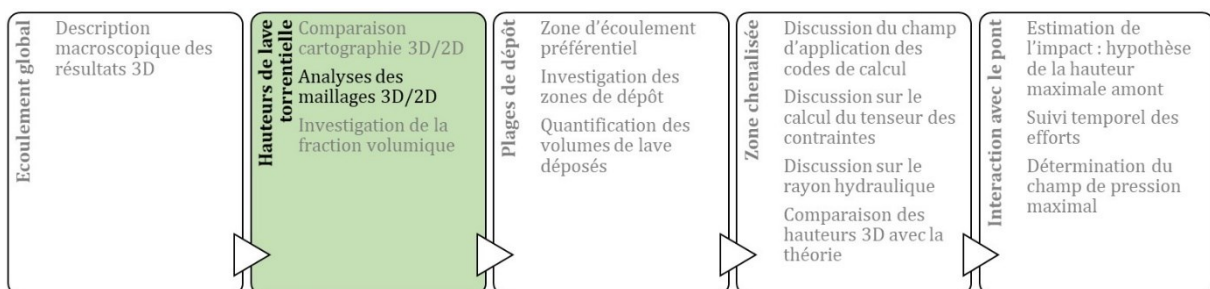 Ecoulement global
Description
macroscopique des
résultats 3D
Hauteurs de lave
torrentielle
Comparaison
cartographie 3D/2D
Analyses des
maillages 3D/2D
Investigation de la
fraction volumique
Plages de dépôt
Zone d'écoulement
préférentiel
Investigation des
zones de dépôt
Quantification des
volumes de lave
déposés
Zone chenalisée
Discussion du champ
d'application des
codes de calcul
Discussion sur le
calcul du tenseur des
contraintes
Discussion sur le
rayon hydraulique
Comparaison des
hauteurs 3D avec la
théorie
Interaction avec le pont
Estimation de
l'impact : hypothèse
de la hauteur
maximale amont
Suivi temporel des
efforts
Détermination du
champ de pression
maximal